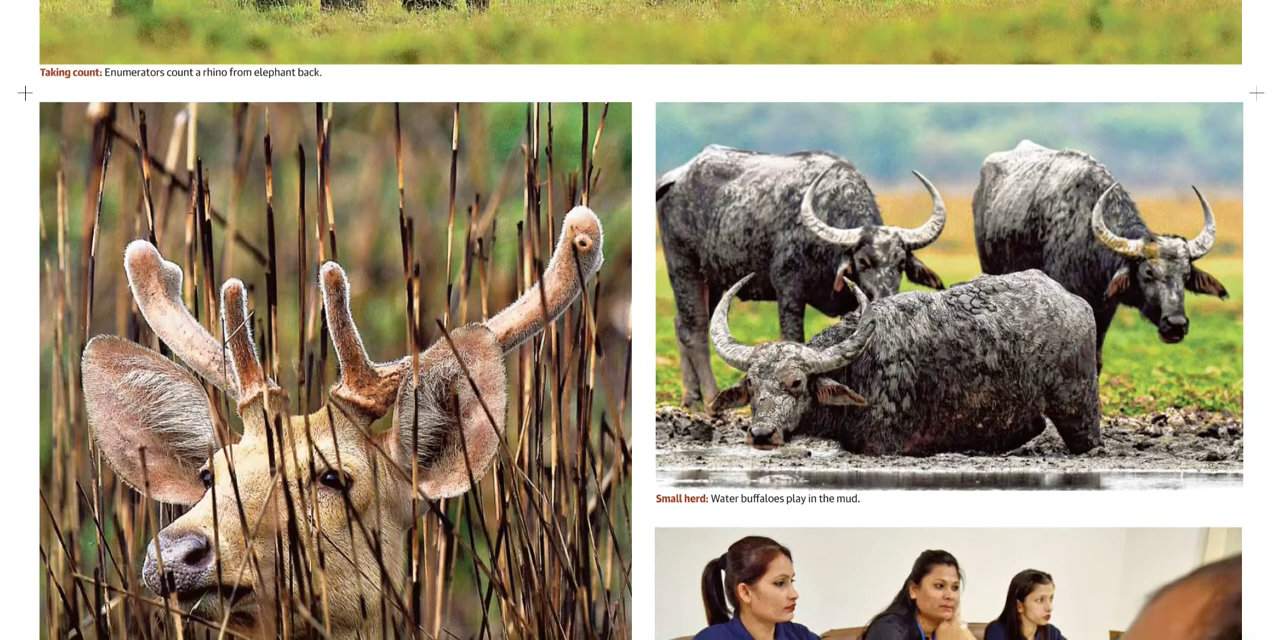 Taking count: Enumerators count a rhino from elephant back.
Small herd: Water buffaloes play in the mud.